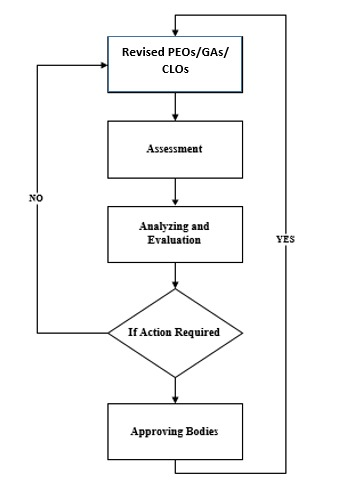 Revised PEOs/GAs/
CLOs
Assessment
NO
Analyzing and
Evaluation
YES
If Action Required
Approving Bodies